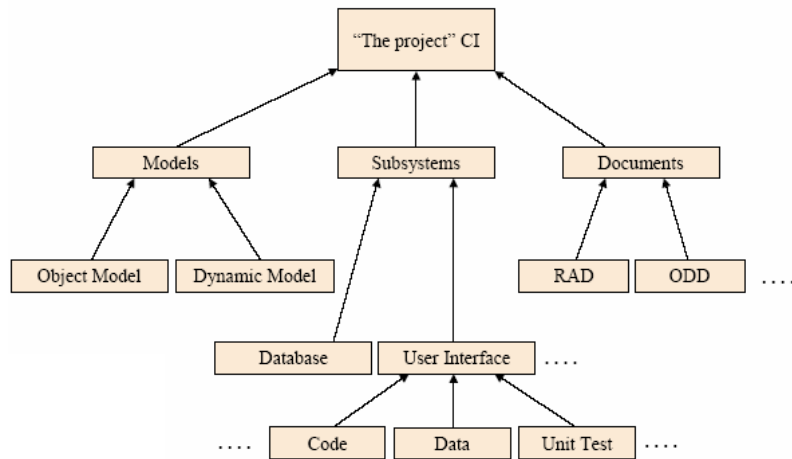 “The project” CI
Models
Subsystems
Documents
Object Model
Dynamic Model
RAD
ODD
....
Database
User Interface
....
....
Code
Data
Unit Test
....